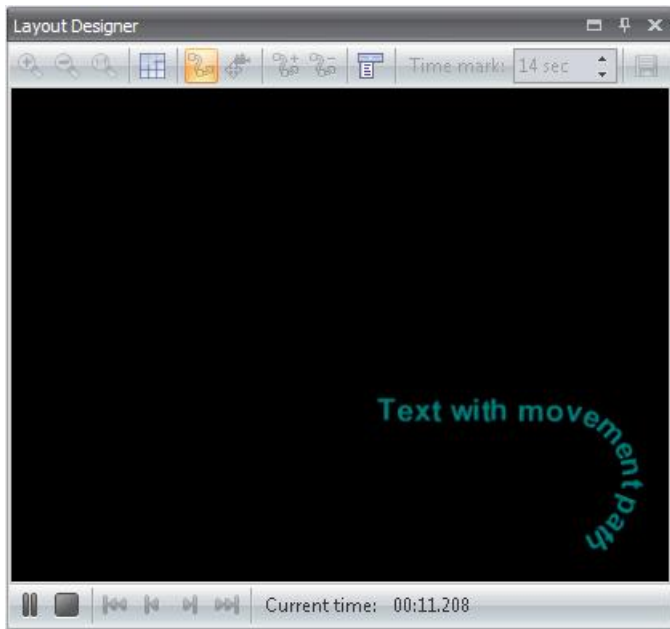 Layout Designer
Time mark: 14 sec
Text with movement path
Current time: 00:11.208